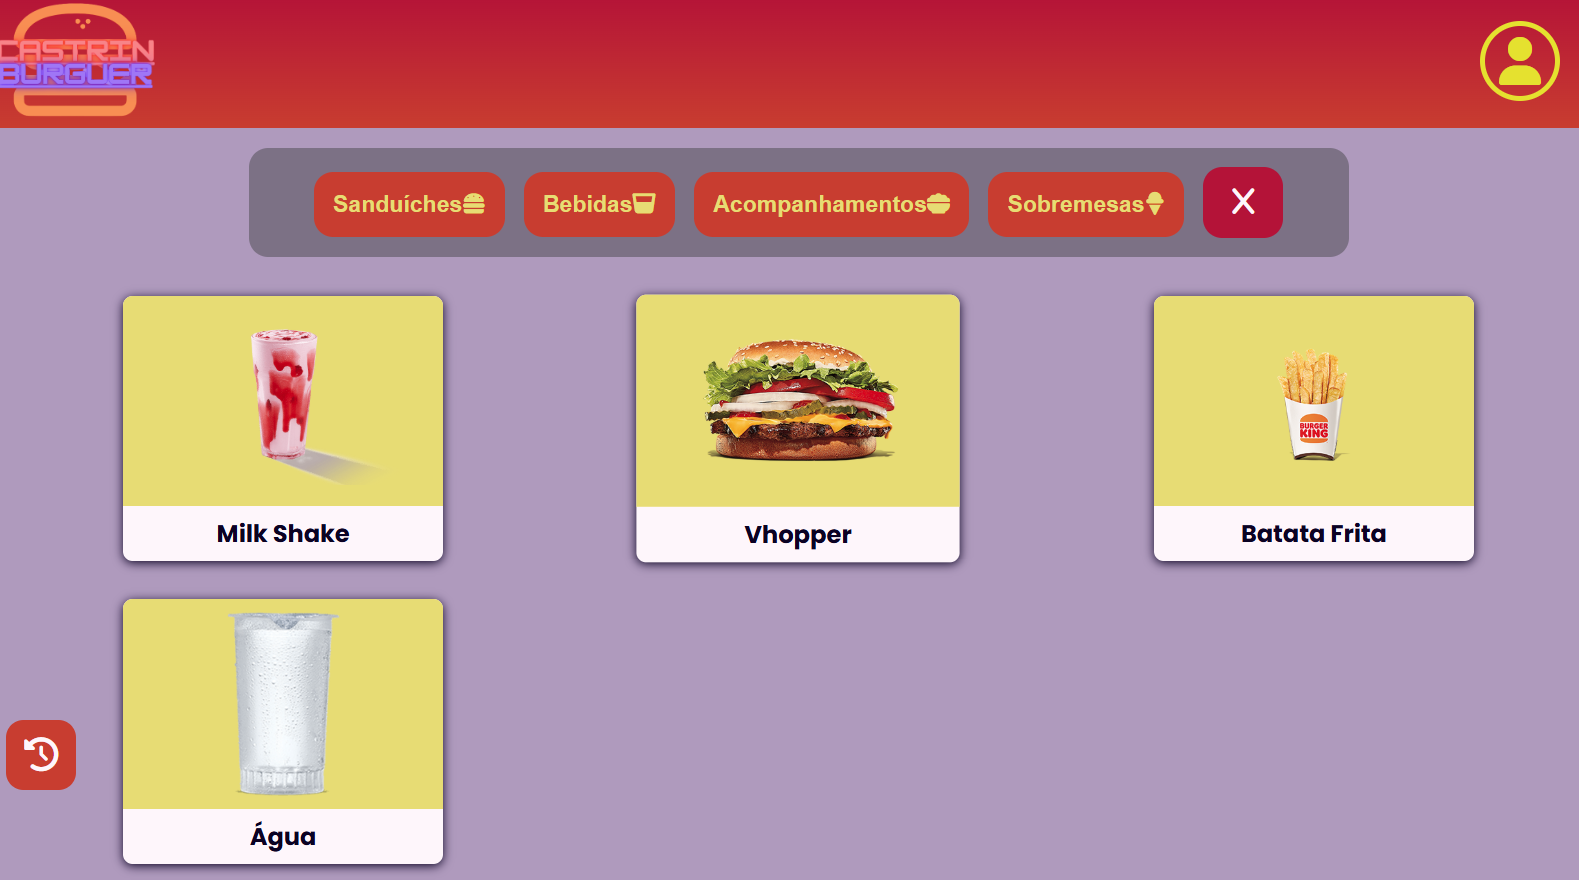 CASTRIN
BURGUER
Sanduíches
Bebidas
Acompanhamentos
Sobremesas
X
Milk Shake
Vhopper
BURGER
KING
Batata Frita
Água